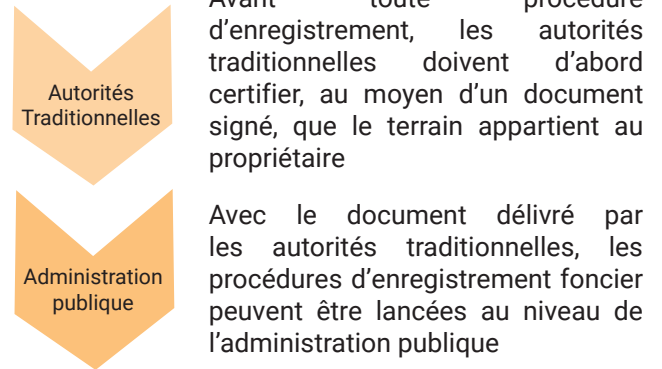 Autorités
Traditionnelles
Avant toute procédure
d’enregistrement, les autorités
traditionnelles doivent d’abord
certifier, au moyen d’un document
signé, que le terrain appartient au
propriétaire
Administration
publique
Avec le document délivré par
les autorités traditionnelles, les
procédures d’enregistrement foncier
peuvent être lancées au niveau de
l’administration publique